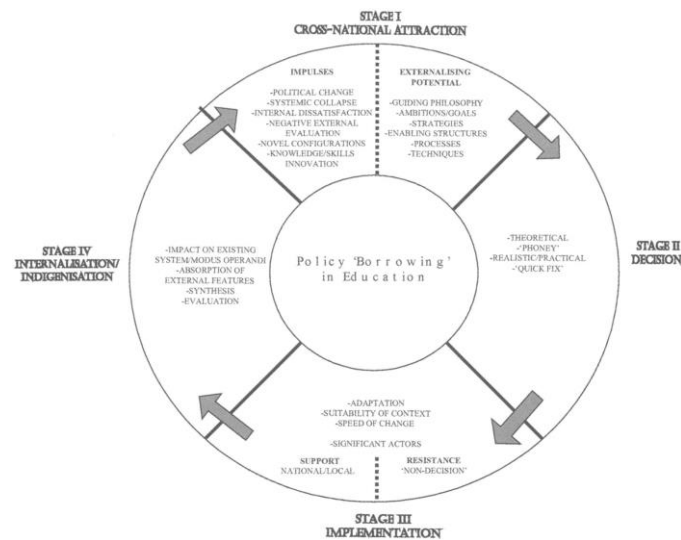 STAGE I
CROSS-NATIONAL ATTRACTION
IMPULSES
-POLITICAL CHANGE
-SYSTEMIC COLLAPSE
-INTERNAL DISSATISFACTION
-NEGATIVE EXTERNAL
EVALUATION
-NOVEL CONFIGURATIONS
-KNOWLEDGE/SKILLS
INNOVATION
EXTERNALISING
POTENTIAL
-GUIDING PHILOSOPHY
-AMBITIONS/GOALS
-STRATEGIES
-ENABLING STRUCTURES
-PROCESSES
-TECHNIQUES
STAGE II
DECISION
-THEORETICAL
-'PHONEY'
-REALISTIC/PRACTICAL
-'QUICK FIX'
Policy 'Borrowing'
in Education
STAGE III
IMPLEMENTATION
-ADAPTATION
-SUITABILITY OF CONTEXT
-SPEED OF CHANGE
-SIGNIFICANT ACTORS
SUPPORT
NATIONAL/LOCAL
RESISTANCE
'NON-DECISION'
STAGE IV
INTERNALISATION/
INDIGENISATION
-IMPACT ON EXISTING
SYSTEM/MODUS OPERANDI
-ABSORPTION OF
EXTERNAL FEATURES
-SYNTHESIS
-EVALUATION